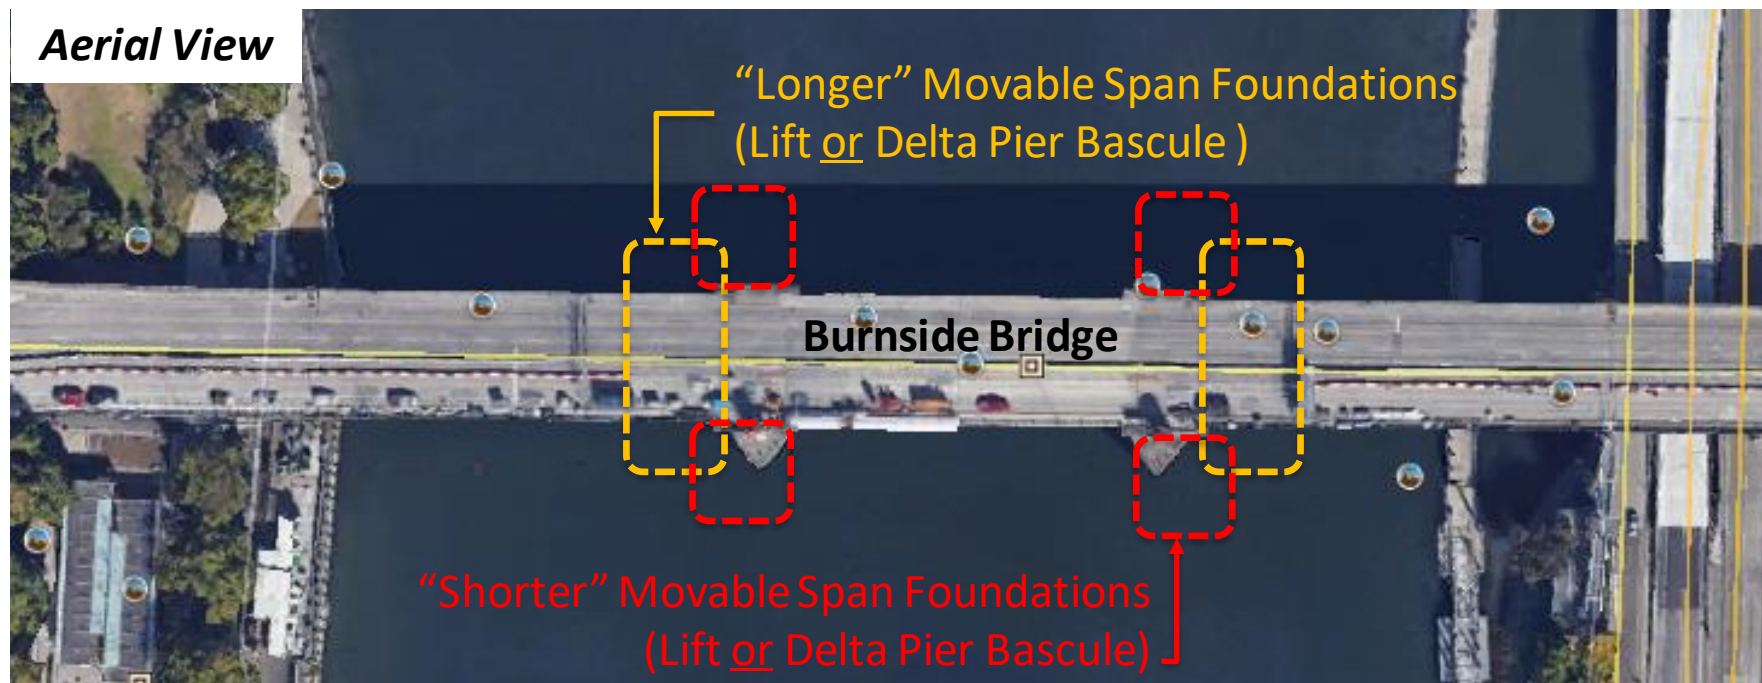 Aerial View
“Longer” Movable Span Foundations
(Lift or Delta Pier Bascule )
Burnside Bridge
“Shorter” Movable Span Foundations
(Lift or Delta Pier Bascule)